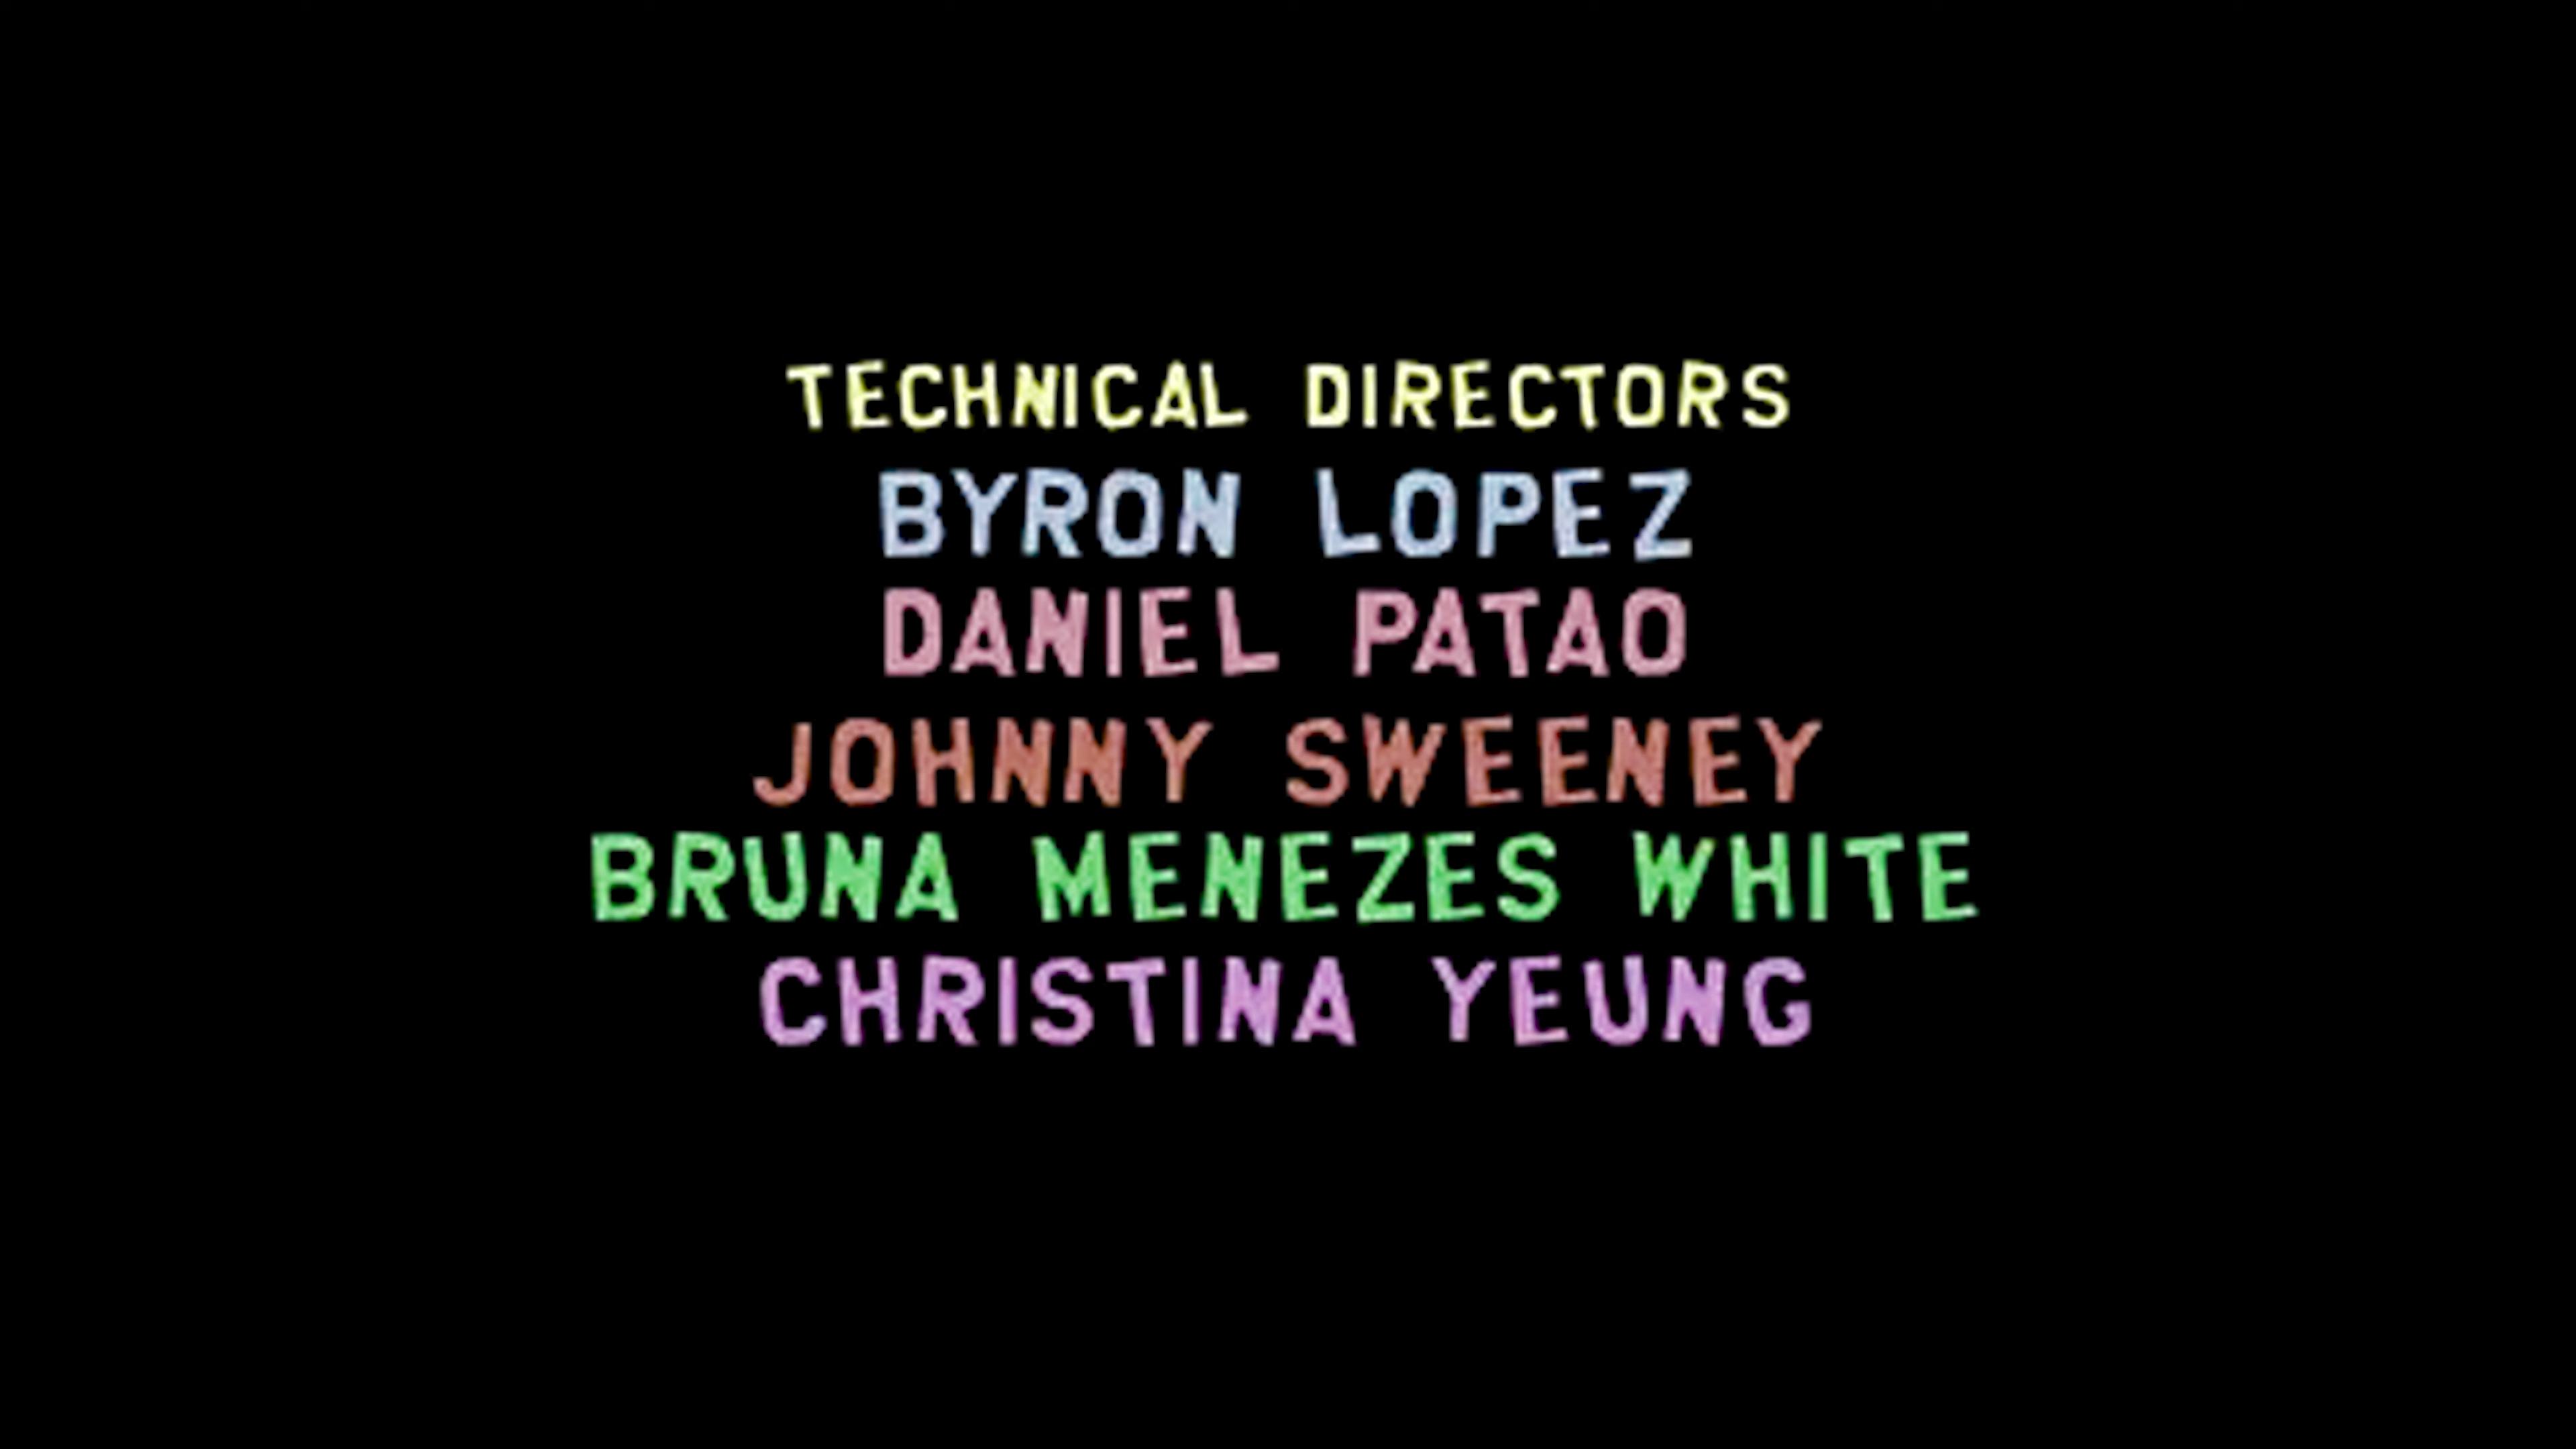 TECHNICAL DIRECTORS
BYRON LOPEZ
DANIEL PATAO
JOHNNY SWEENEY
BRUNA MENEZES WHITE
CHRISTINA YEUNG